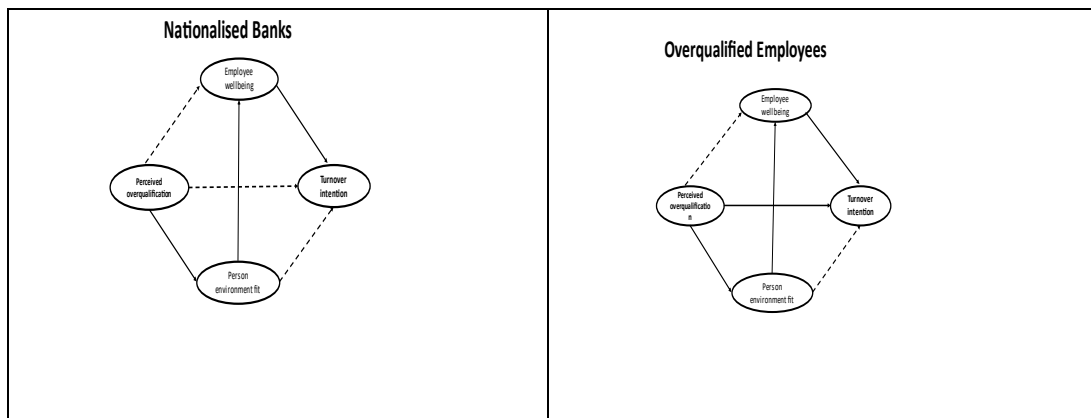 Nationalised Banks
Employee
wellbeing
Perceived
overqualification
Turnover
intention
Person
environment fit
Overqualified Employees
Employee
wellbeing
Perceived
overqualificatio
n
Turnover
intention
Person
environment fit